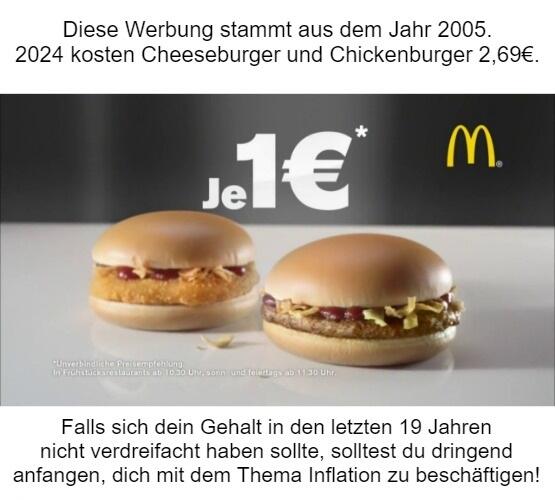 Diese Werbung stammt aus dem Jahr 2005.
2024 kosten Cheeseburger und Chickenburger 2,69€.
Je 1€*
*Unverbindliche Preisempfehlung.
In Frühstücksrestaurants ab 10.30 Uhr, sonn- und feiertags ab 11.30 Uhr.
Falls sich dein Gehalt in den letzten 19 Jahren
nicht verdreifacht haben sollte, solltest du dringend
anfangen, dich mit dem Thema Inflation zu beschäftigen!